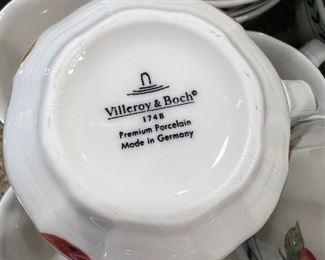 Villeroy & Boch©
1748
Premium Porcelain
Made in Germany